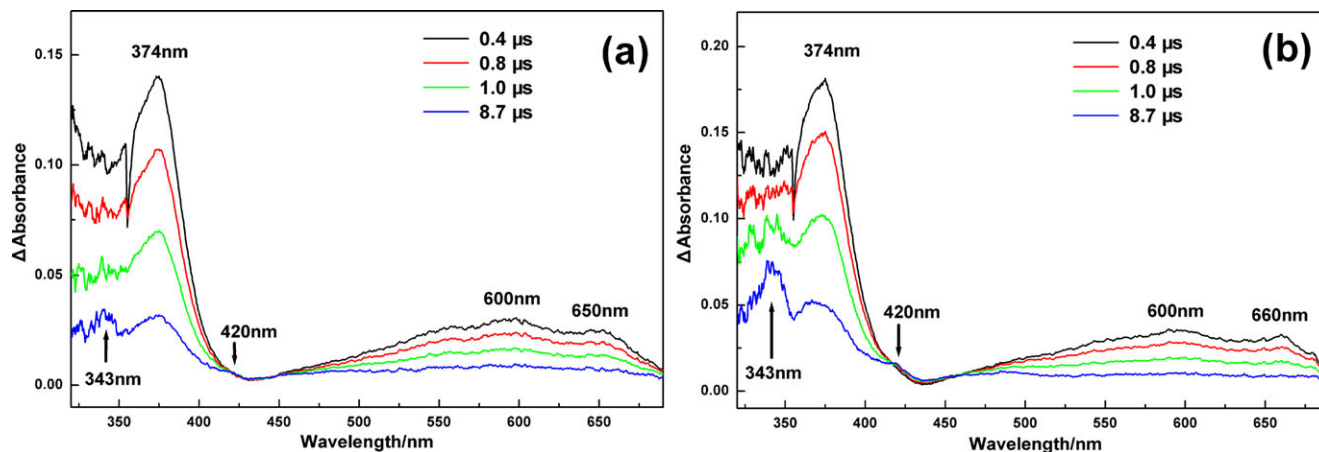 (a)
374nm
0.4 µs
0.8 µs
1.0 µs
8.7 µs
0.15
0.10
0.05
0.00
ΔAbsorbance
343nm
420nm
600nm
650nm
350
400
450
500
550
600
650
Wavelength/nm
(b)
374nm
0.4 µs
0.8 µs
1.0 µs
8.7 µs
0.20
0.15
0.10
0.05
0.00
ΔAbsorbance
343nm
420nm
600nm
660nm
350
400
450
500
550
600
650
Wavelength/nm